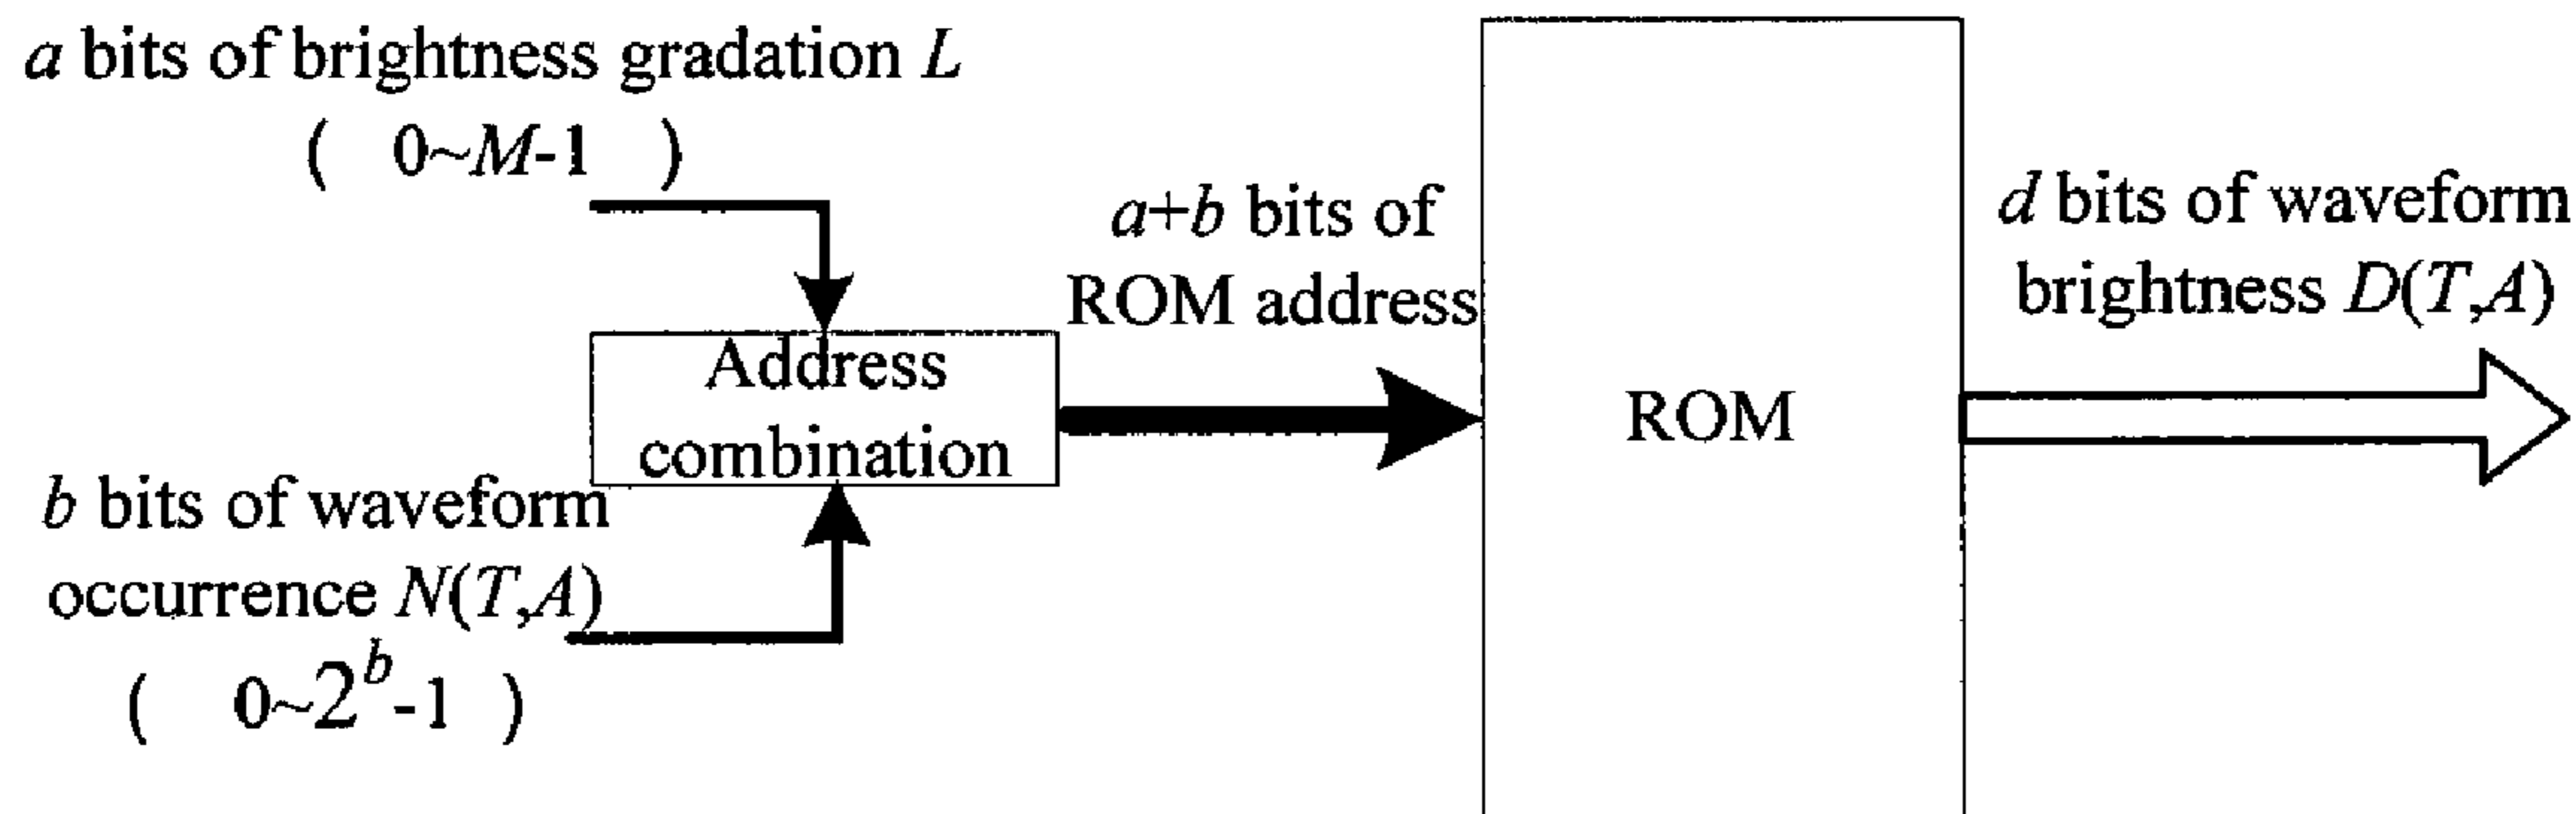 a bits of brightness gradation L
( 0~M-1 )
Address
combination
b bits of waveform
occurrence N(T,A)
( 0~2^b-1 )
a+b bits of
ROM address
ROM
d bits of waveform
brightness D(T,A)